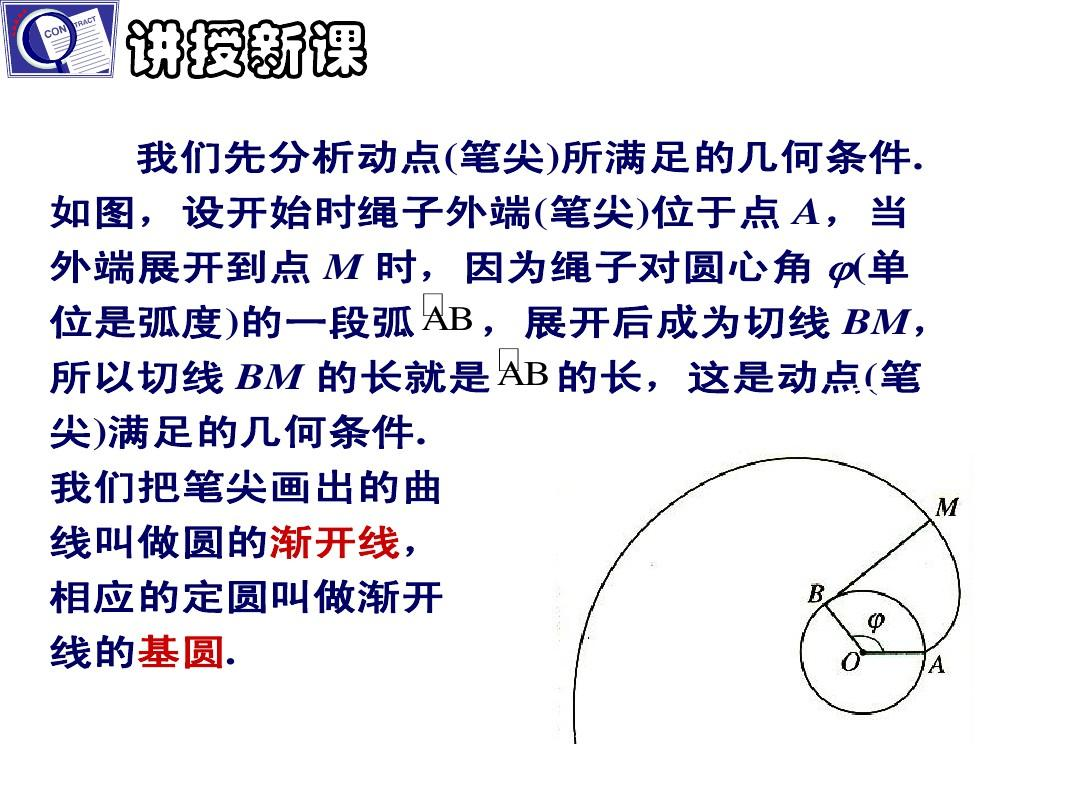 CONTRACT
讲授新课
我们先分析动点(笔尖)所满足的几何条件.
如图，设开始时绳子外端(笔尖)位于点 A，当
外端展开到点 M 时，因为绳子对圆心角 φ(单
位是弧度)的一段弧 AB ，展开后成为切线 BM，
所以切线 BM 的长就是 AB 的长，这是动点(笔
尖)满足的几何条件.
我们把笔尖画出的曲
线叫做圆的渐开线，
相应的定圆叫做渐开
线的基圆.
M
B
φ
O
A